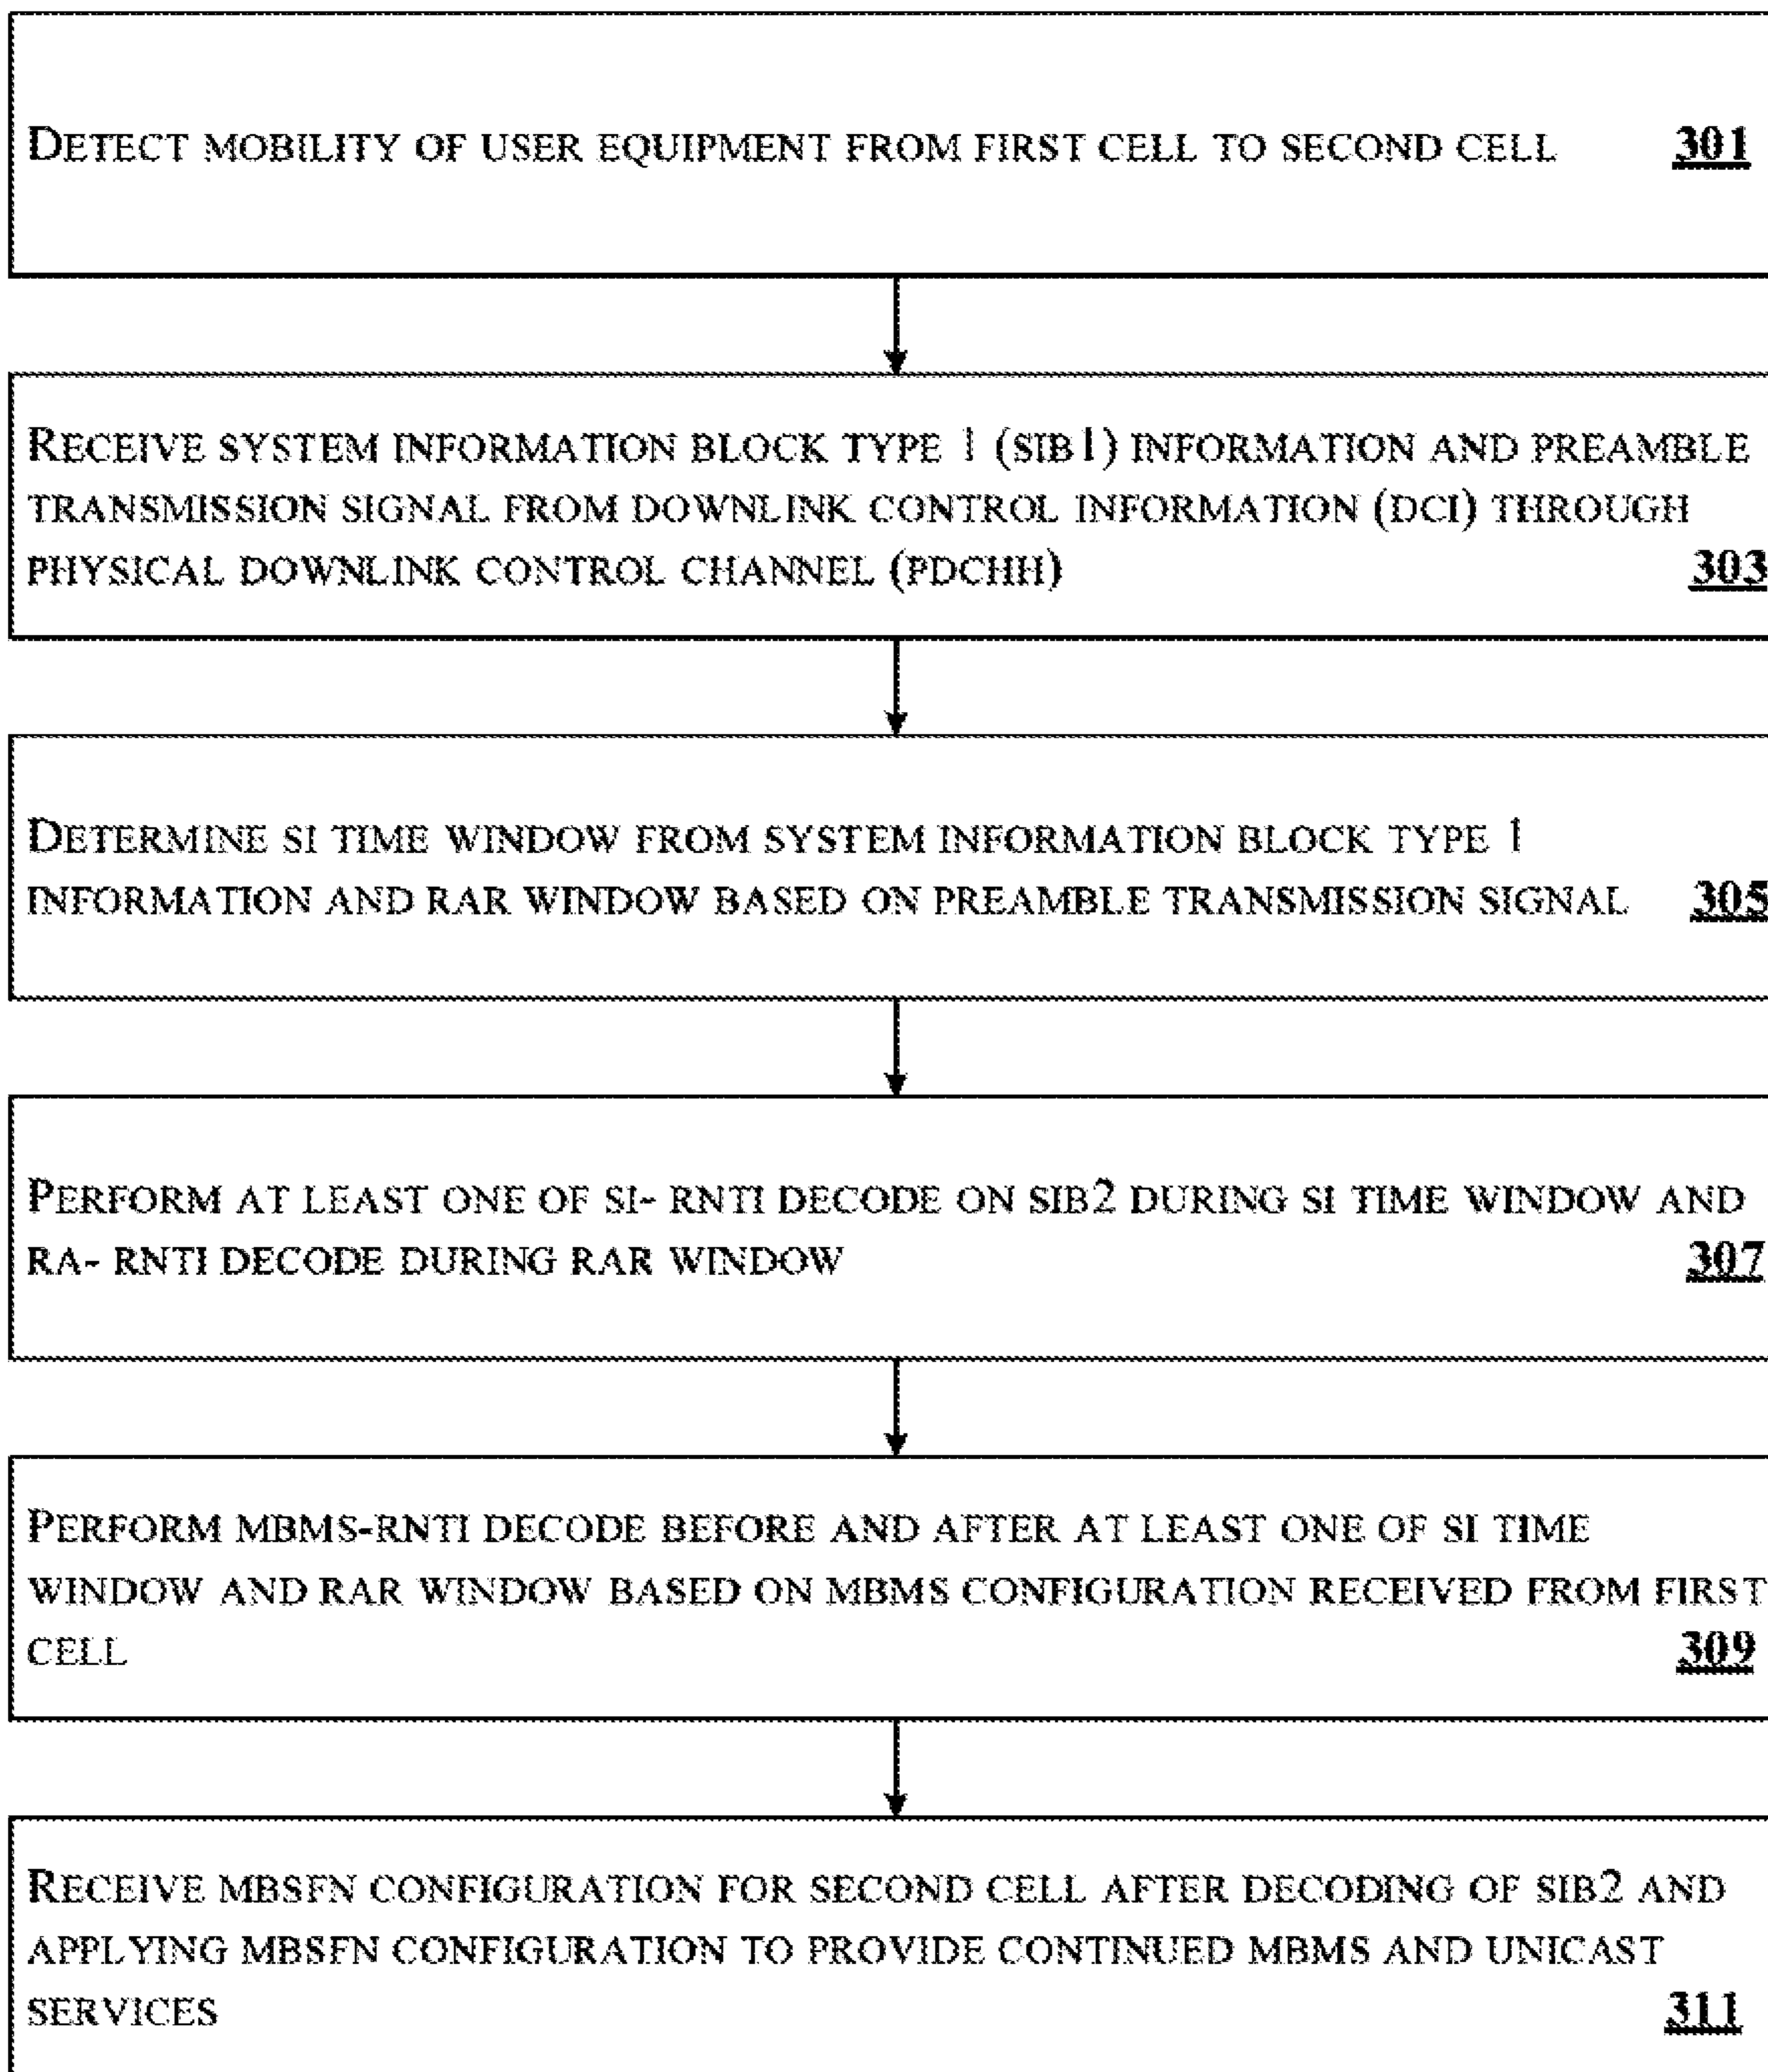 DETECT MOBILITY OF USER EQUIPMENT FROM FIRST CELL TO SECOND CELL 301
RECEIVE SYSTEM INFORMATION BLOCK TYPE 1 (SIB1) INFORMATION AND PREAMBLE
TRANSMISSION SIGNAL FROM DOWNLINK CONTROL INFORMATION (DCI) THROUGH
PHYSICAL DOWNLINK CONTROL CHANNEL (PDCHH) 303
DETERMINE SI TIME WINDOW FROM SYSTEM INFORMATION BLOCK TYPE 1
INFORMATION AND RAR WINDOW BASED ON PREAMBLE TRANSMISSION SIGNAL 305
PERFORM AT LEAST ONE OF SI- RNTI DECODE ON SIB2 DURING SI TIME WINDOW AND
RA- RNTI DECODE DURING RAR WINDOW 307
PERFORM MBMS-RNTI DECODE BEFORE AND AFTER AT LEAST ONE OF SI TIME
WINDOW AND RAR WINDOW BASED ON MBMS CONFIGURATION RECEIVED FROM FIRST
CELL 309
RECEIVE MBSFN CONFIGURATION FOR SECOND CELL AFTER DECODING OF SIB2 AND
APPLYING MBSFN CONFIGURATION TO PROVIDE CONTINUED MBMS AND UNICAST
SERVICES 311